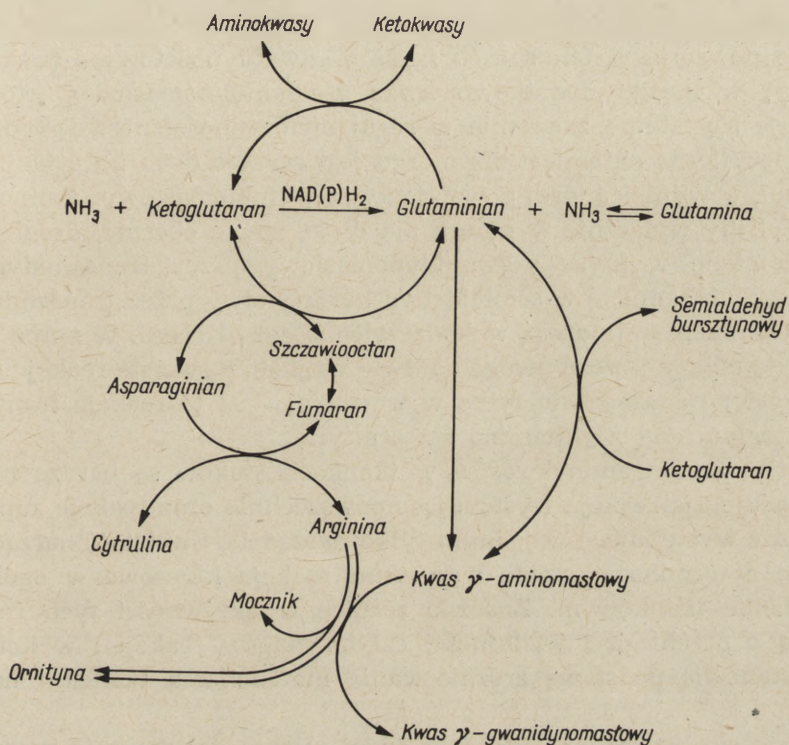 Aminokwasy Ketokwasy
NH₃ + Ketoglutaran NAD(P)H₂ Glutaminian + NH₃ Glutamina
Semialdehyd
bursztynowy
Szczawiooctan
Asparaginian
Fumaran
Ketoglutaran
Arginina
Cytrulina
Kwas γ-aminomasłowy
Mocznik
Ornityna
Kwas γ-gwanidynomasłowy